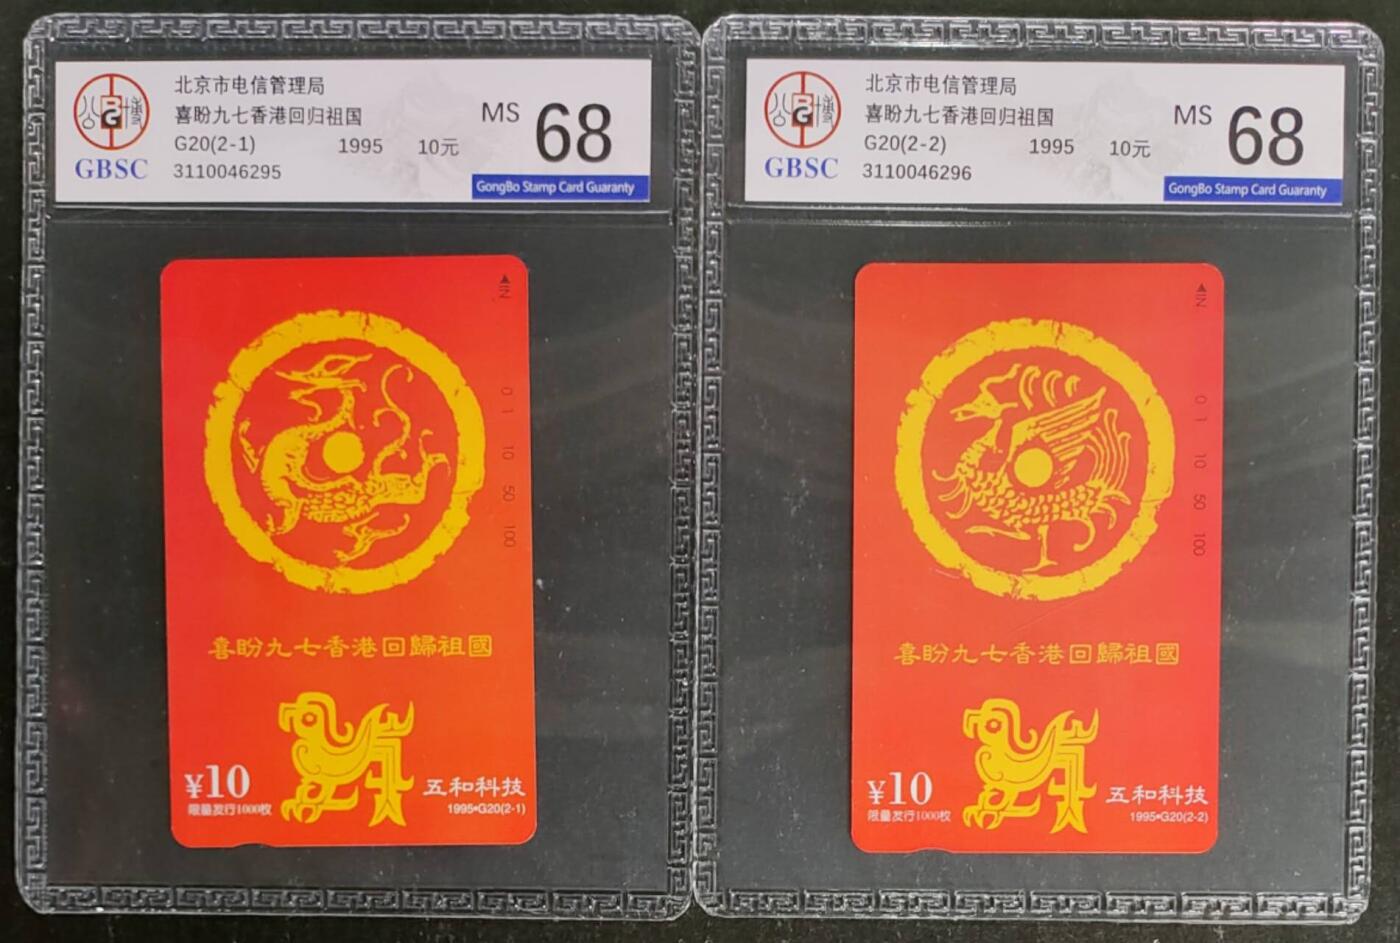 北京市电信管理局
喜盼九七香港回归祖国
G20(2-1) 1995 10元
3110046295
MS 68
GBSC
GongBo Stamp Card Guaranty
IN
0 1 10 50 100
喜盼九七香港回歸祖國
¥10
限量发行1000枚
五和科技
1995•G20(2-1)
北京市电信管理局
喜盼九七香港回归祖国
G20(2-2) 1995 10元
3110046296
MS 68
GBSC
GongBo Stamp Card Guaranty
IN
0 1 10 50 100
喜盼九七香港回歸祖國
¥10
限量发行1000枚
五和科技
1995•G20(2-2)